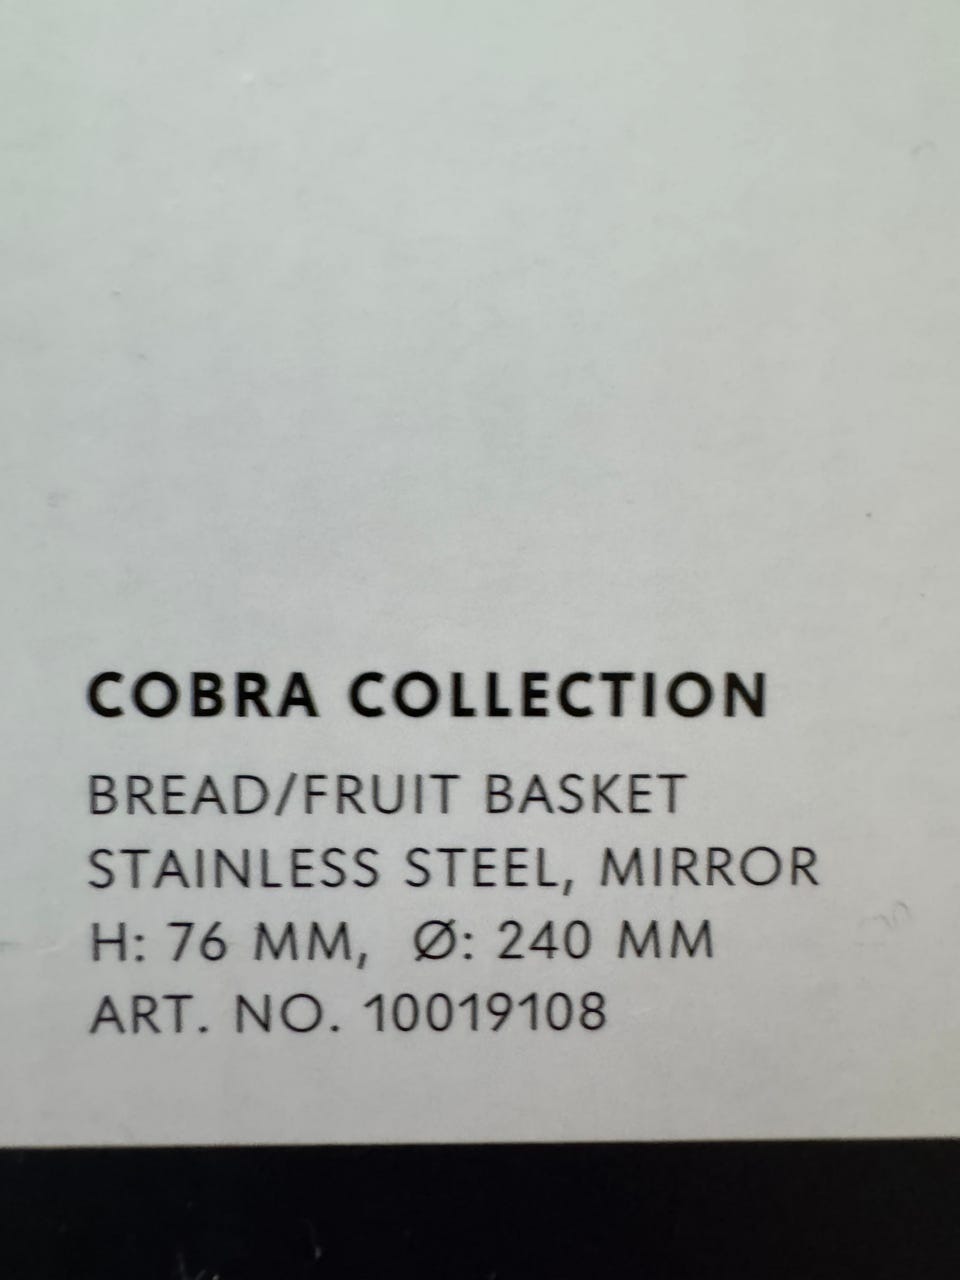 COBRA COLLECTION
BREAD/FRUIT BASKET
STAINLESS STEEL, MIRROR
H: 76 MM, Ø: 240 MM
ART. NO. 10019108